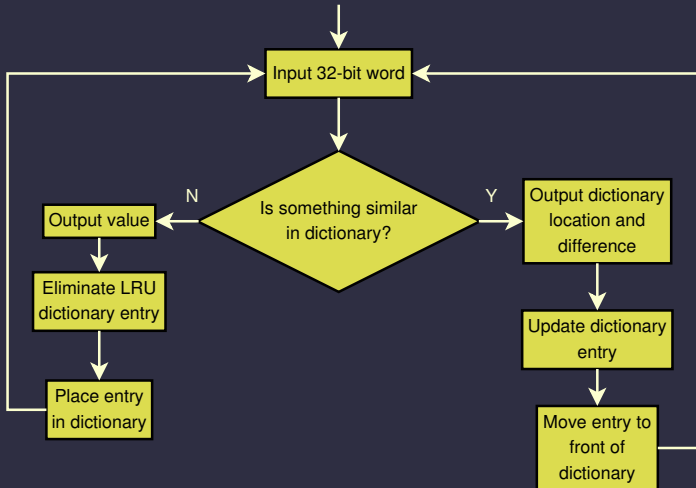 Input 32-bit word
Is something similar
in dictionary?
N
Y
Output value
Eliminate LRU
dictionary entry
Place entry
in dictionary
Output dictionary
location and
difference
Update dictionary
entry
Move entry to
front of
dictionary